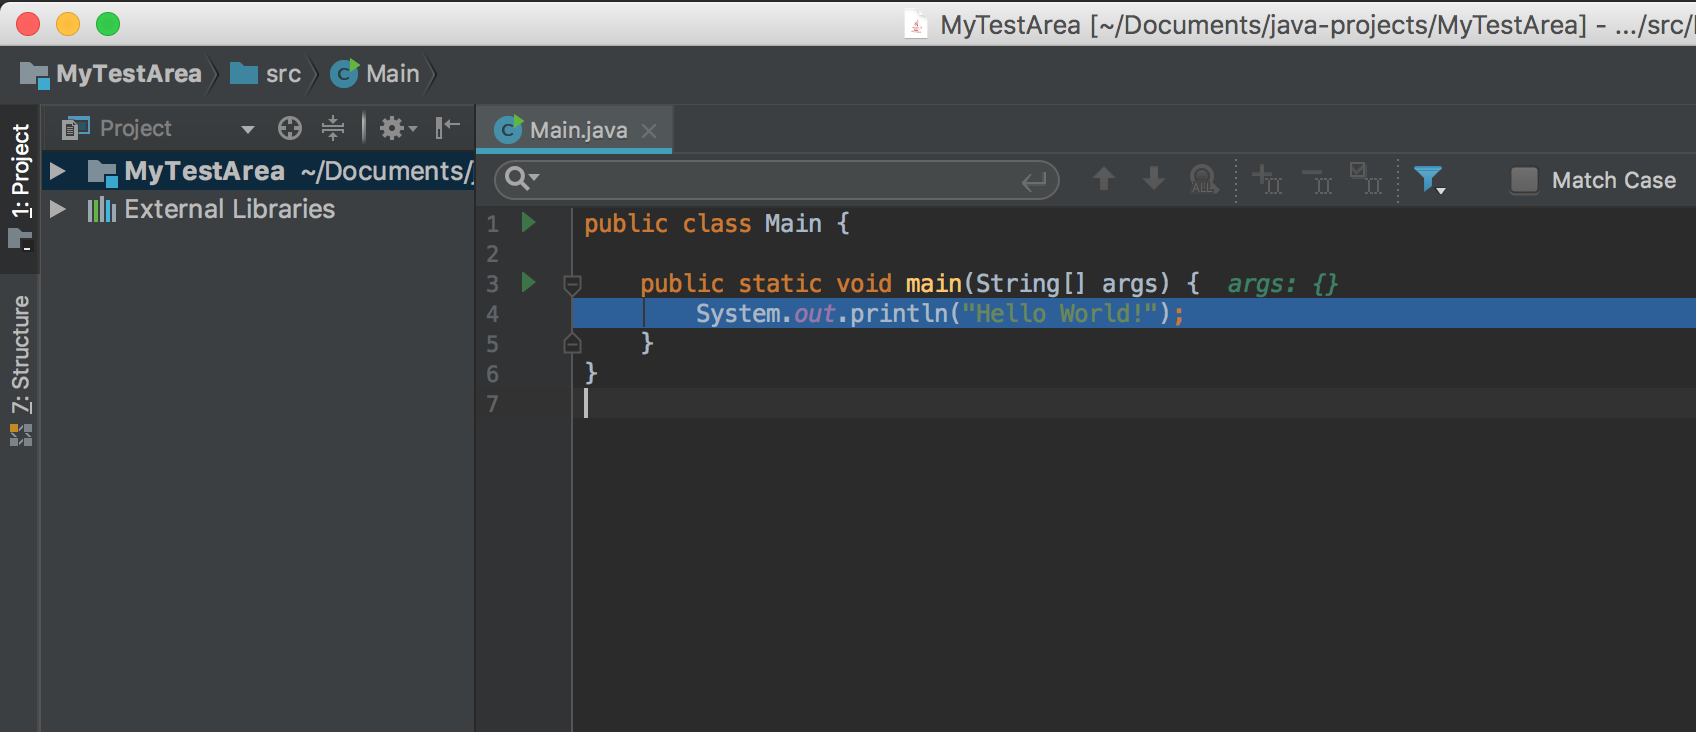 MyTestArea [~/Documents/java-projects/MyTestArea] - .../src/
MyTestArea src Main
1: Project
7: Structure
Project
MyTestArea ~/Documents/
External Libraries
Main.java
ALL
Match Case
1 public class Main {
2
3 public static void main(String[] args) { args: {}
4 System.out.println("Hello World!");
5 }
6 }
7